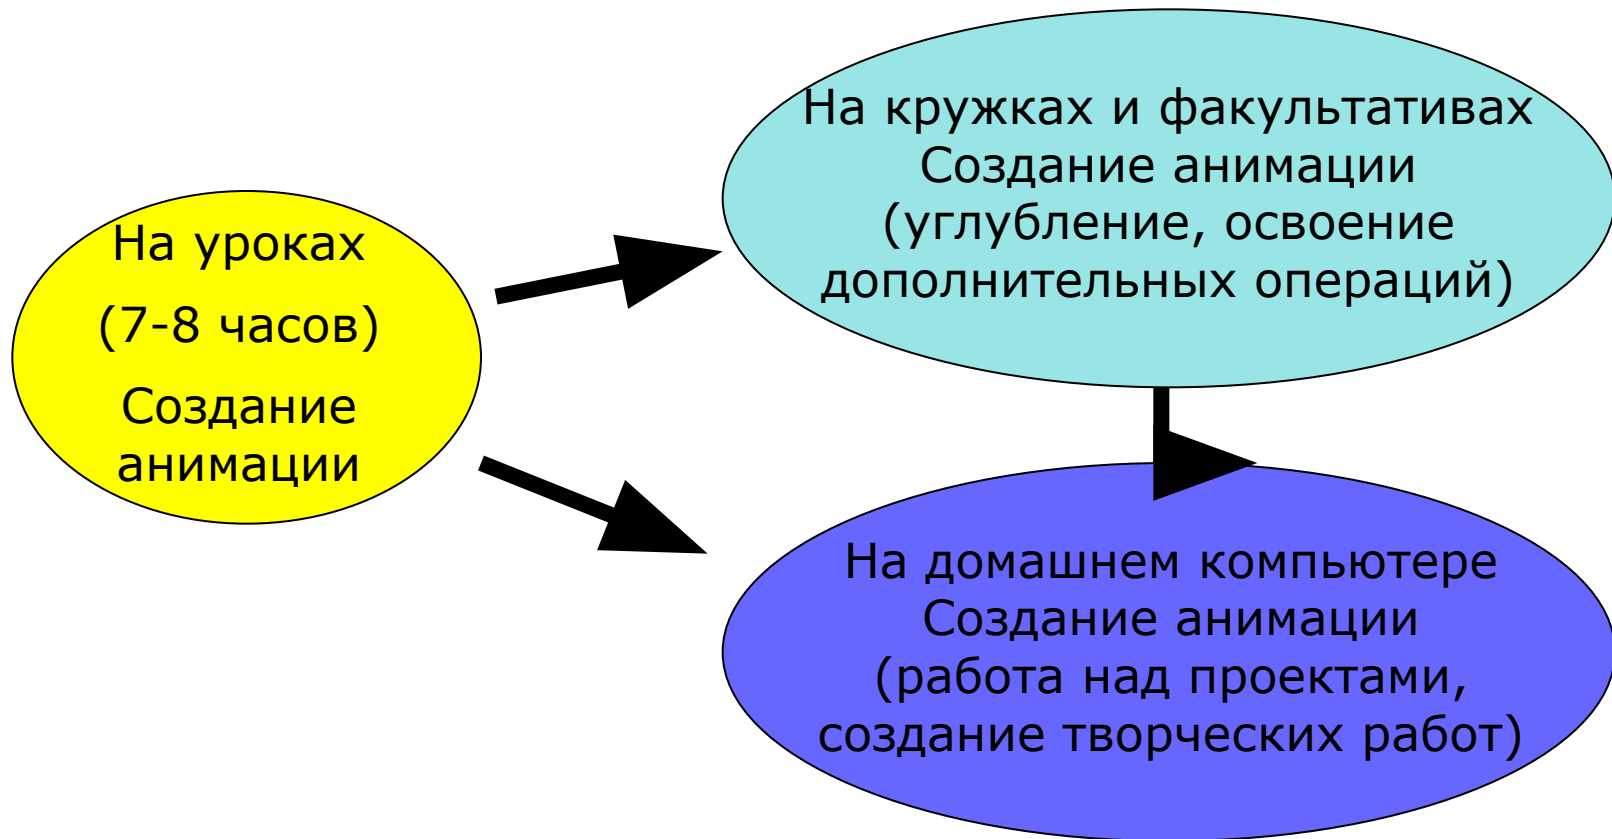 На уроках
(7-8 часов)
Создание
анимации
На кружках и факультативах
Создание анимации
(углубление, освоение
дополнительных операций)
На домашнем компьютере
Создание анимации
(работа над проектами,
создание творческих работ)